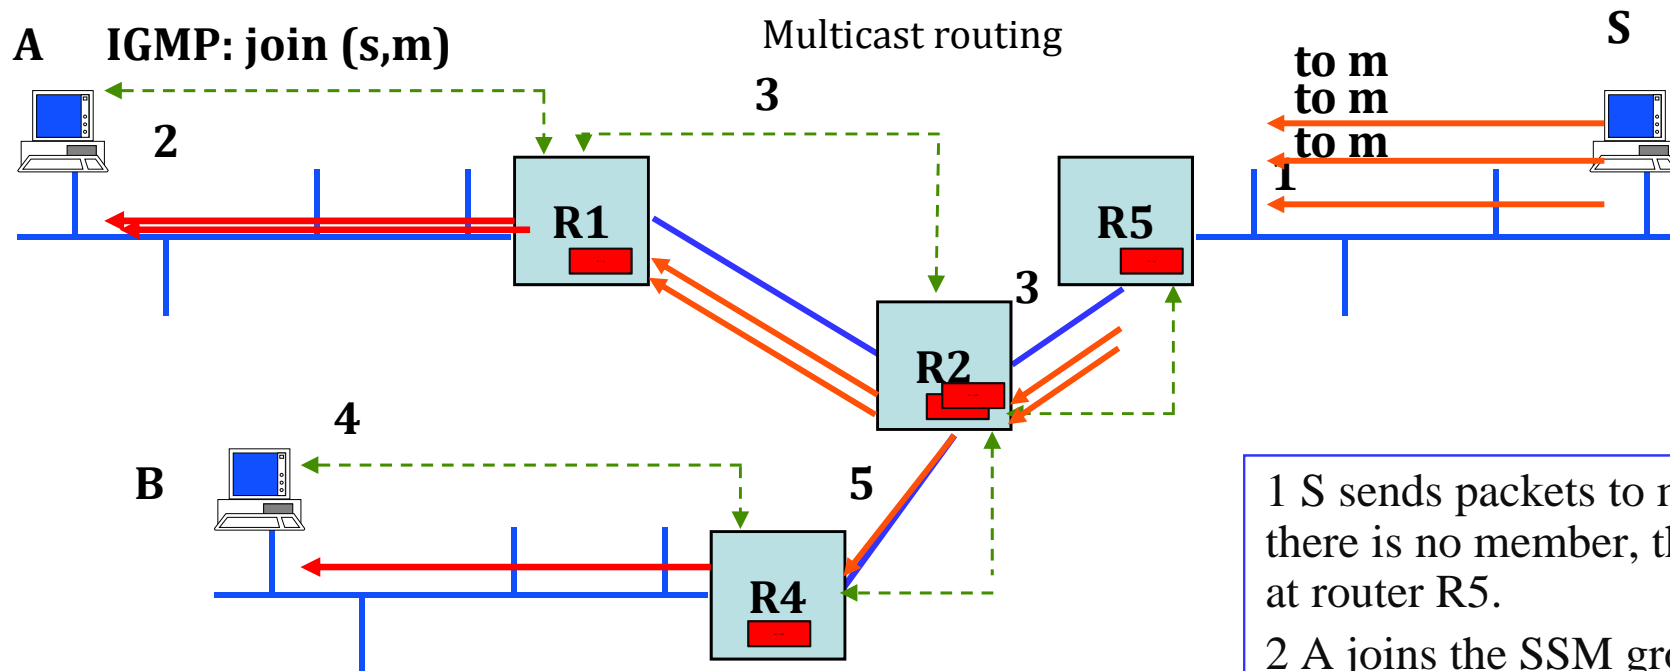 Multicast routing
A
IGMP: join (s,m)
S
to m
to m
to m
3
2
1
R1
R5
3
R2
4
B
5
R4
1 S sends packets to
there is no member,
at router R5.
2 A joins the SSM